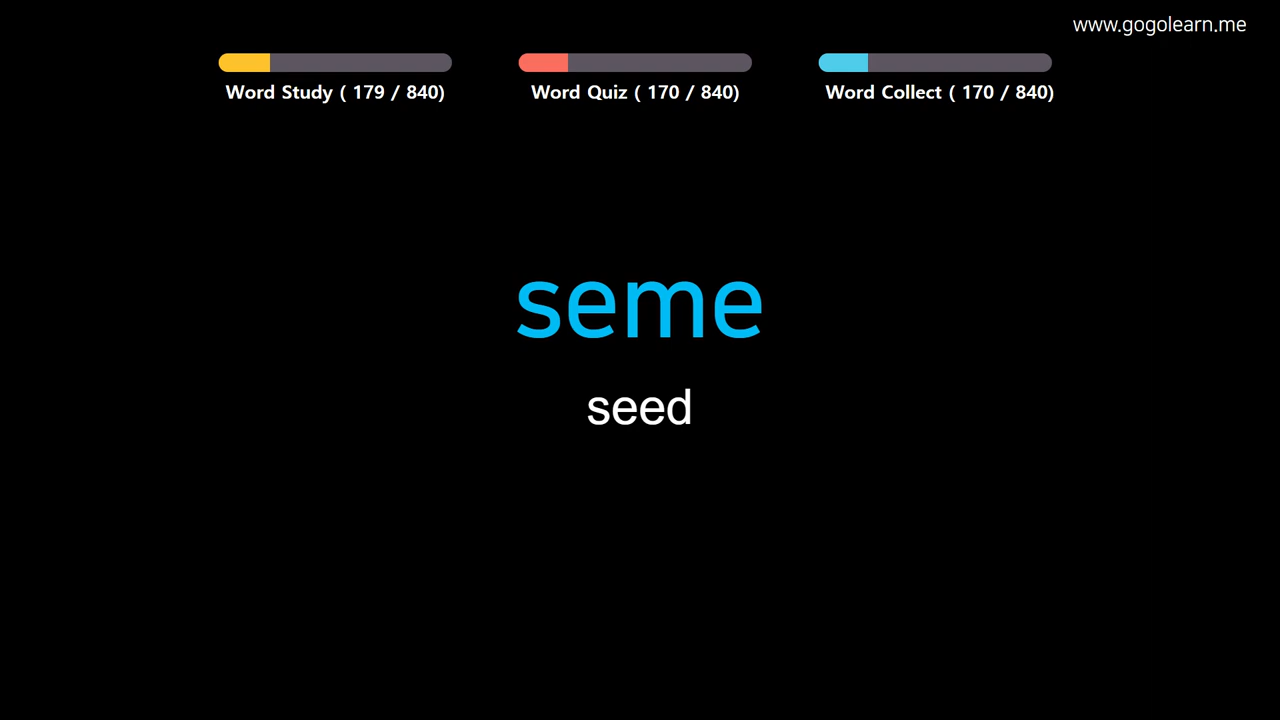 www.gogolearn.me
Word Study ( 179 / 840)
Word Quiz ( 170 / 840)
Word Collect ( 170 / 840)
seme
seed